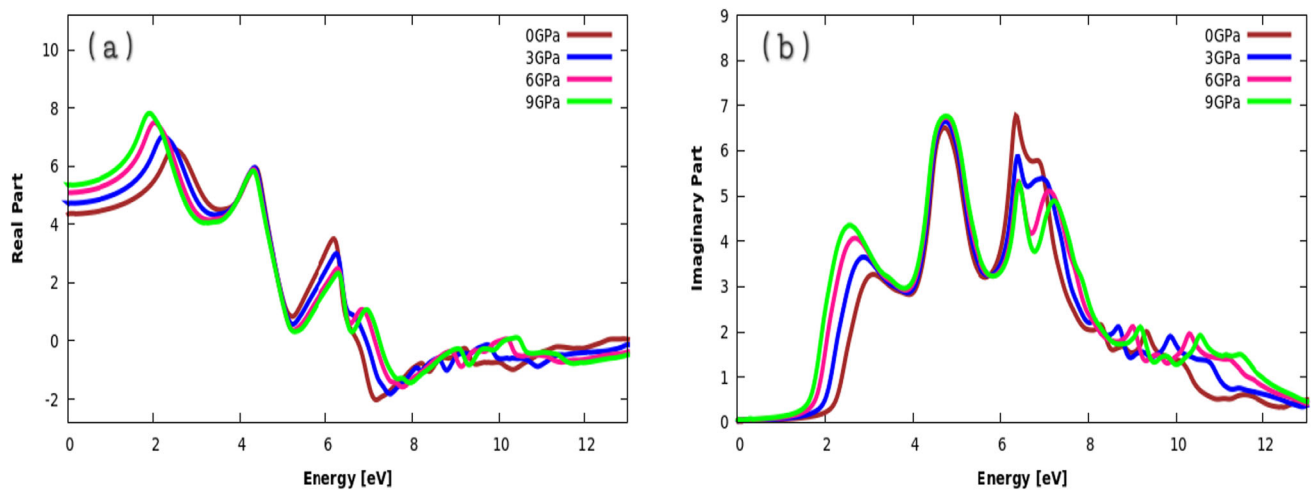 (a)
0GPa
3GPa
6GPa
9GPa
10
8
6
4
2
0
-2
Real Part
0 2 4 6 8 10 12
Energy [eV]
(b)
0GPa
3GPa
6GPa
9GPa
9
8
7
6
5
4
3
2
1
0
Imaginary Part
0 2 4 6 8 10 12
Energy [eV]